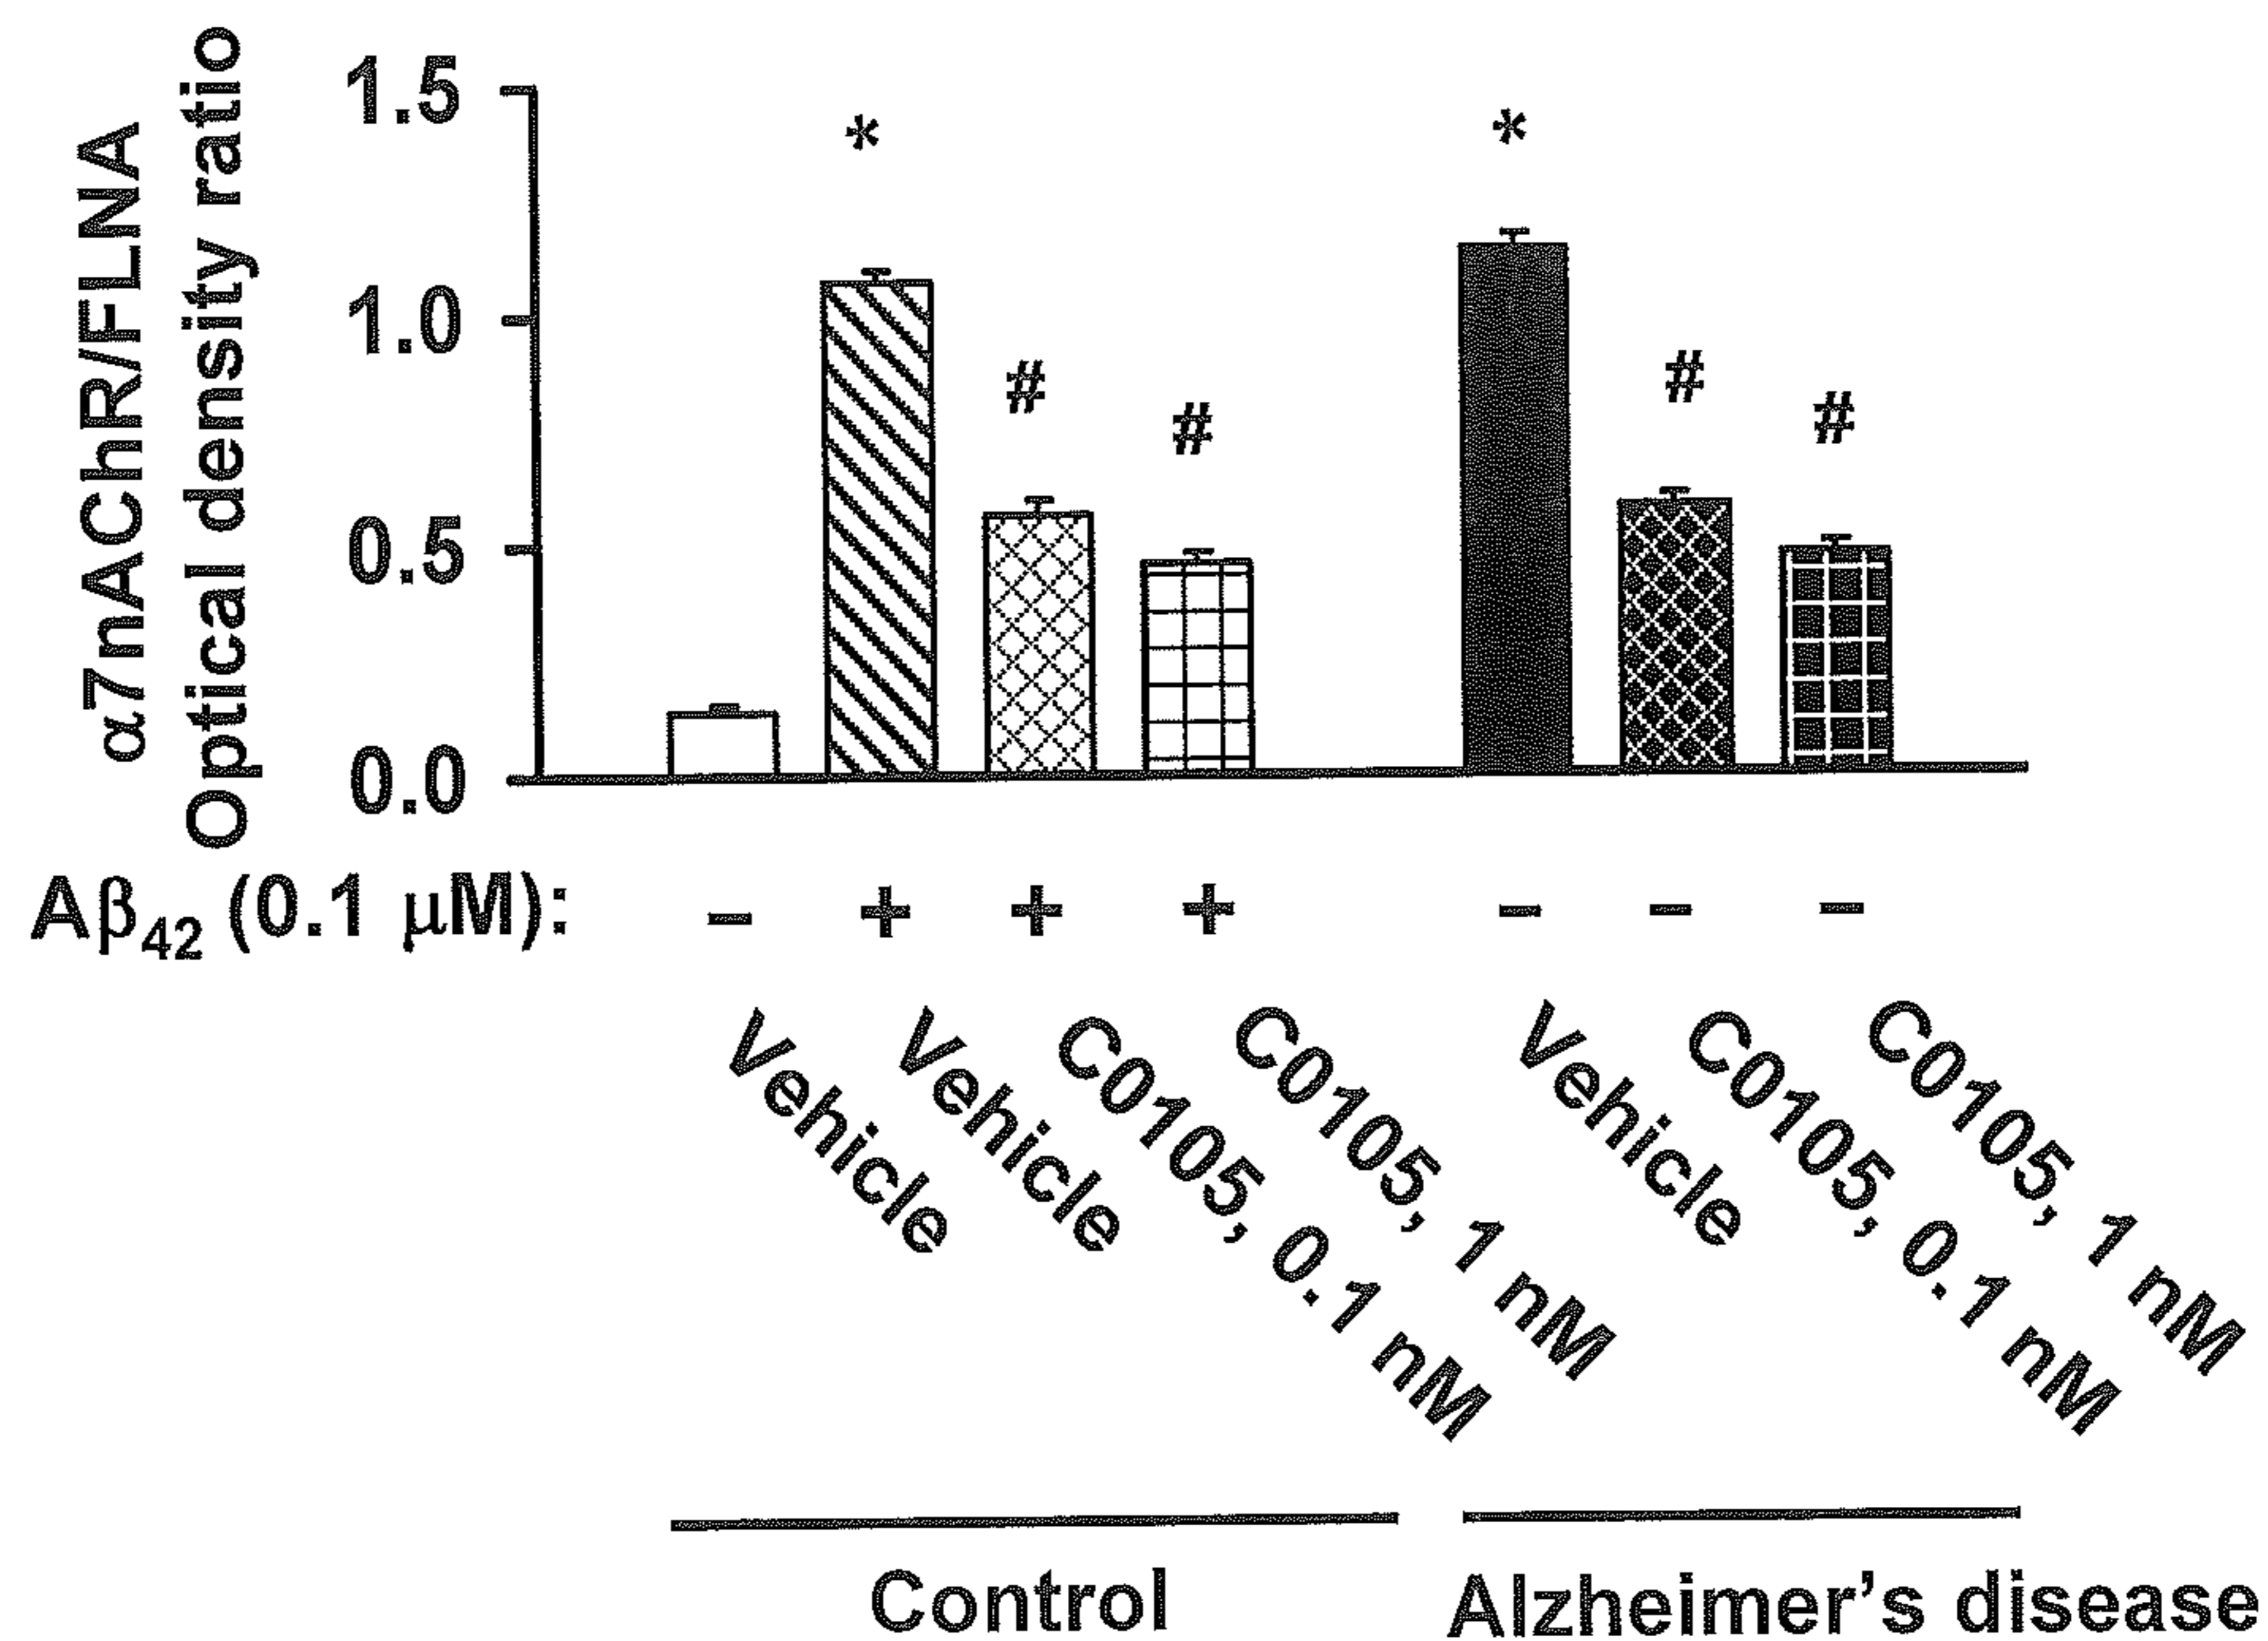 α7nAChR/FLNA
Optical density ratio
1.5
1.0
0.5
0.0
*
#
#
*
#
#
Aβ42 (0.1 μM): – + + + – – –
Vehicle
Vehicle
C0105, 0.1 nM
C0105, 1 nM
Vehicle
C0105, 0.1 nM
C0105, 1 nM
Control
Alzheimer’s disease